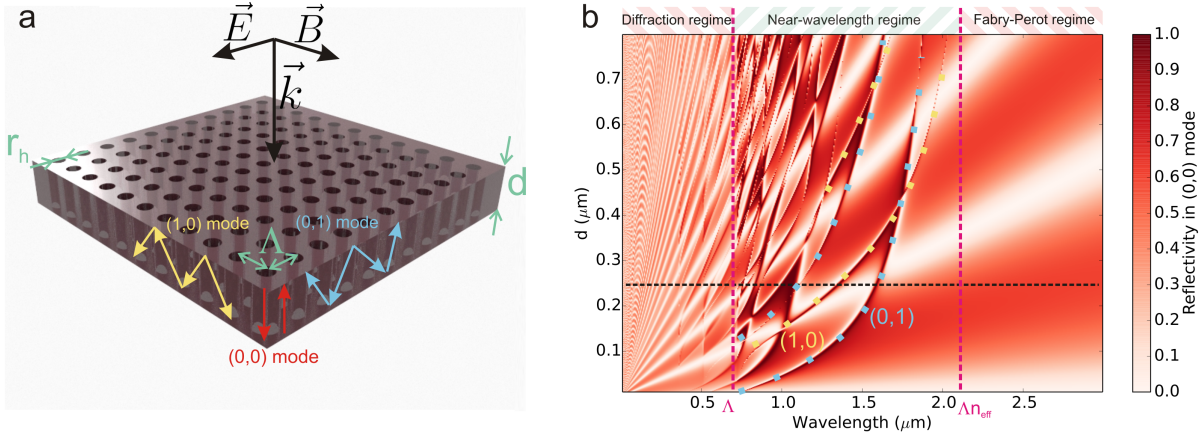 a
E⃗ B⃗
k⃗
r_h
d
(1,0) mode
(0,1) mode
Λ
(0,0) mode
b
Diffraction regime
Near-wavelength regime
Fabry-Perot regime
d (μm)
0.7
0.6
0.5
0.4
0.3
0.2
0.1
(1,0)
(0,1)
0.5
1.0
1.5
2.0
2.5
Λ
Λn_eff
Wavelength (μm)
1.0
0.9
0.8
0.7
0.6
0.5
0.4
0.3
0.2
0.1
0.0
Reflectivity in (0,0) mode